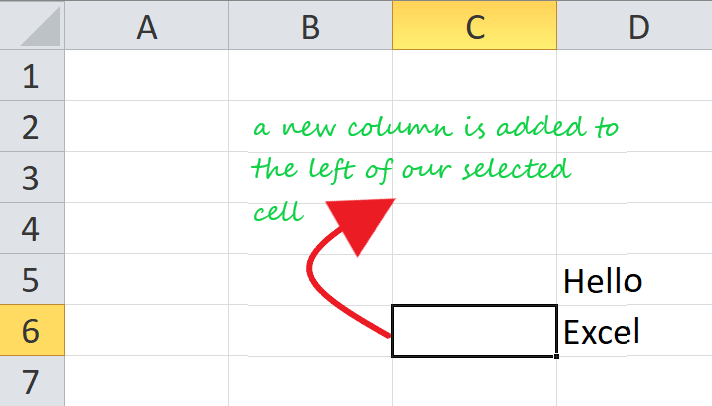 A B C D
1
2 a new column is added to
3 the left of our selected
4 cell
5 Hello
6 Excel
7